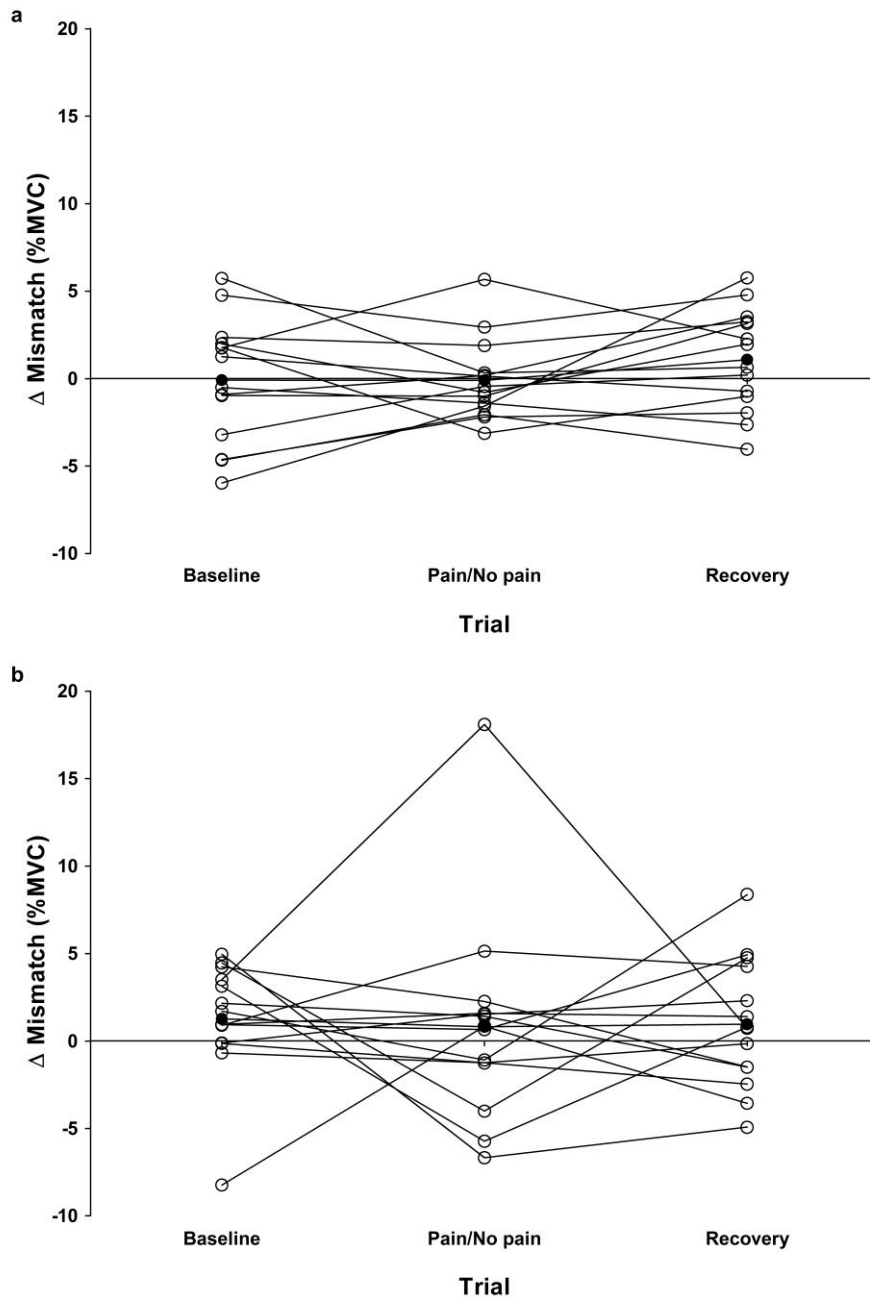 a
20
15
10
5
0
-5
-10
Δ Mismatch (%MVC)
Baseline Pain/No pain Recovery
Trial
b
20
15
10
5
0
-5
-10
Δ Mismatch (%MVC)
Baseline Pain/No pain Recovery
Trial